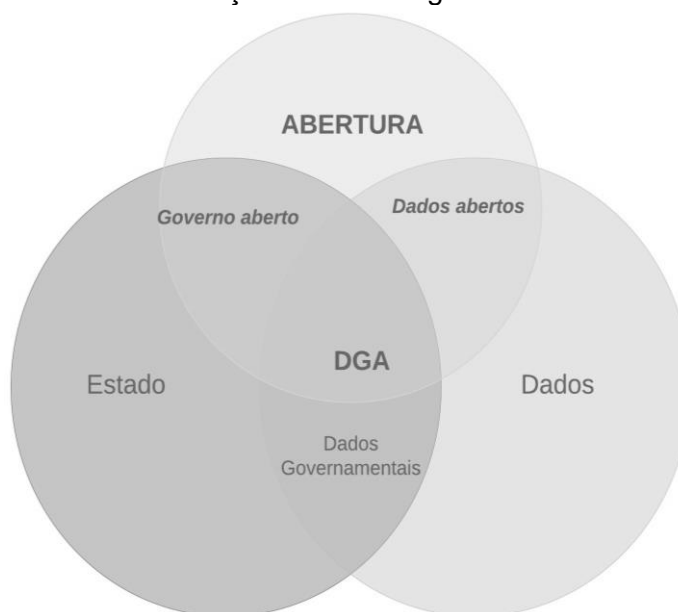 ABERTURA
Governo aberto
Dados abertos
DGA
Estado
Dados
Dados
Governamentais